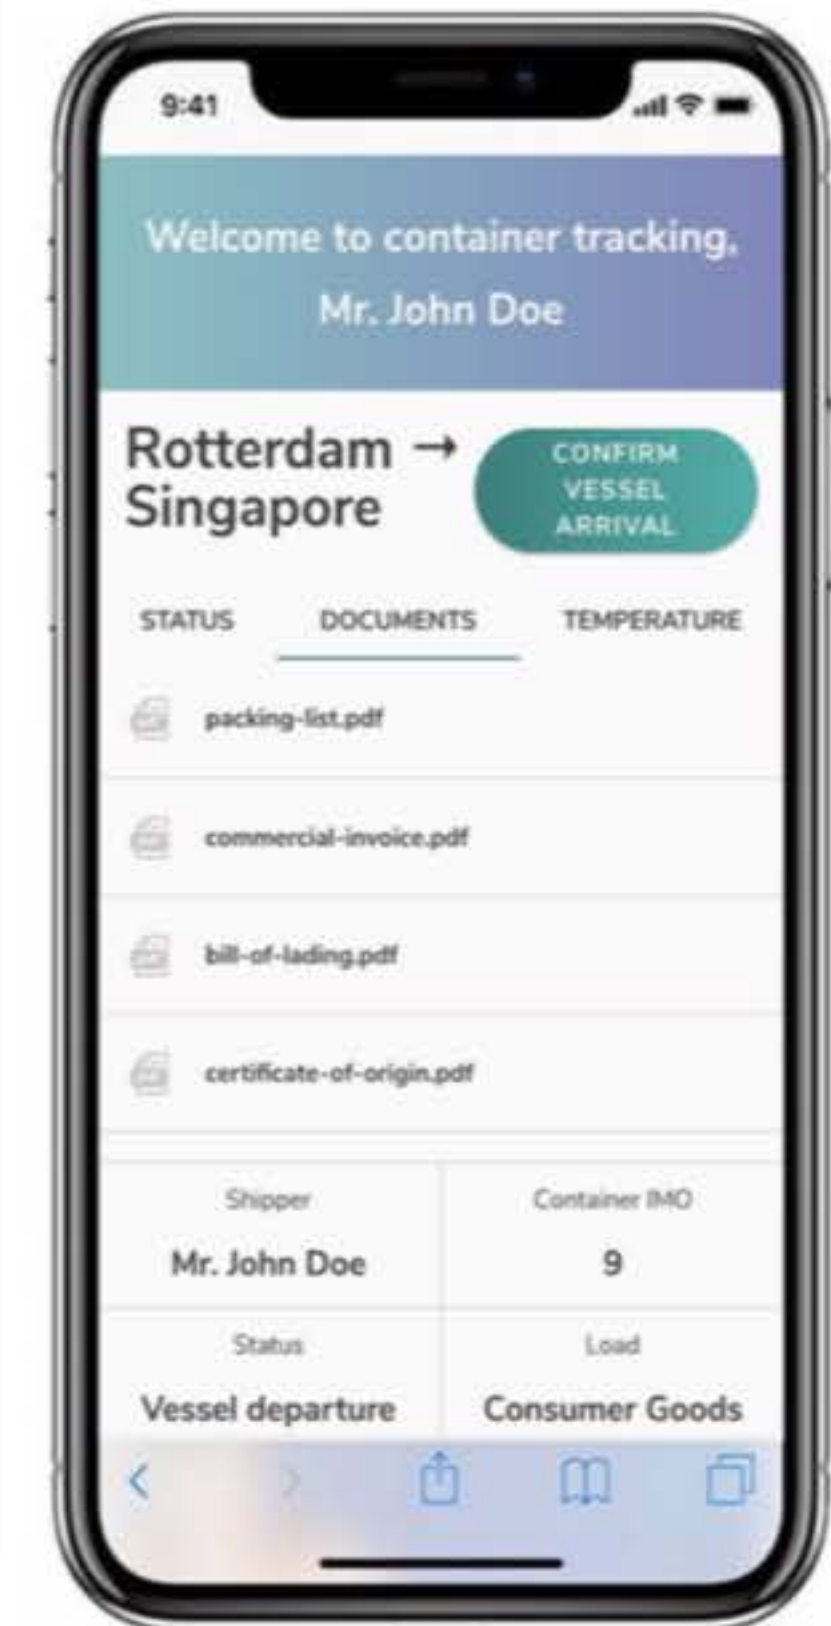 9:41
Welcome to container tracking,
Mr. John Doe
Rotterdam →
Singapore
CONFIRM
VESSEL
ARRIVAL
STATUS DOCUMENTS TEMPERATURE
packing-list.pdf
commercial-invoice.pdf
bill-of-lading.pdf
certificate-of-origin.pdf
Shipper Container IMO
Mr. John Doe 9
Status Load
Vessel departure Consumer Goods